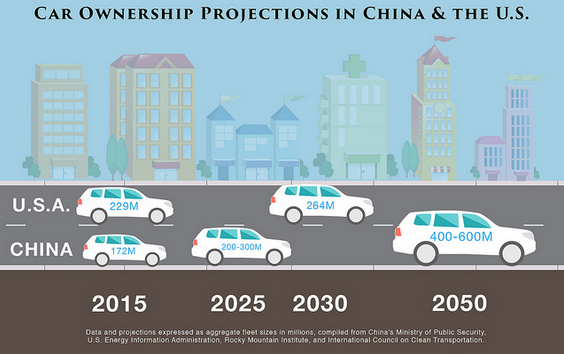 CAR OWNERSHIP PROJECTIONS IN CHINA & THE U.S.
U.S.A. 229M 264M
CHINA 172M 200-300M 400-600M
2015 2025 2030 2050
Data and projections expressed as aggregate fleet sizes in millions, compiled from China's Ministry of Public Security,
U.S. Energy Information Administration, Rocky Mountain Institute, and International Council on Clean Transportation.